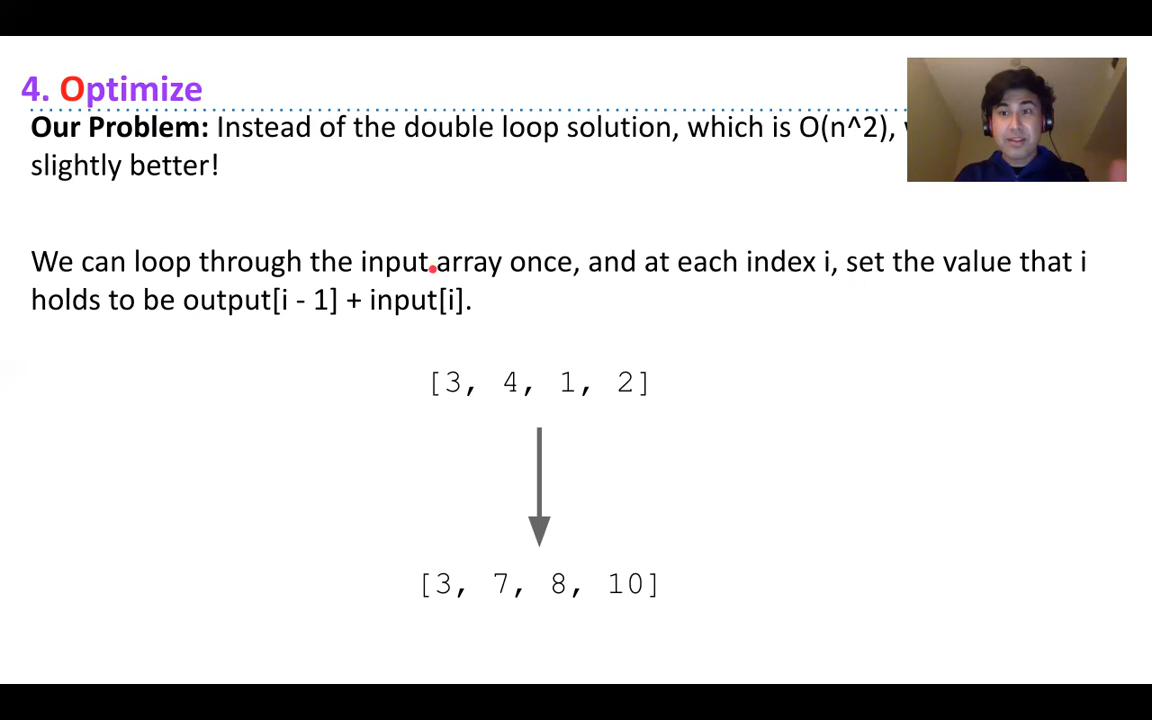 4. Optimize
Our Problem: Instead of the double loop solution, which is O(n^2),
slightly better!
We can loop through the input array once, and at each index i, set the value that i
holds to be output[i - 1] + input[i].
[3, 4, 1, 2]
[3, 7, 8, 10]